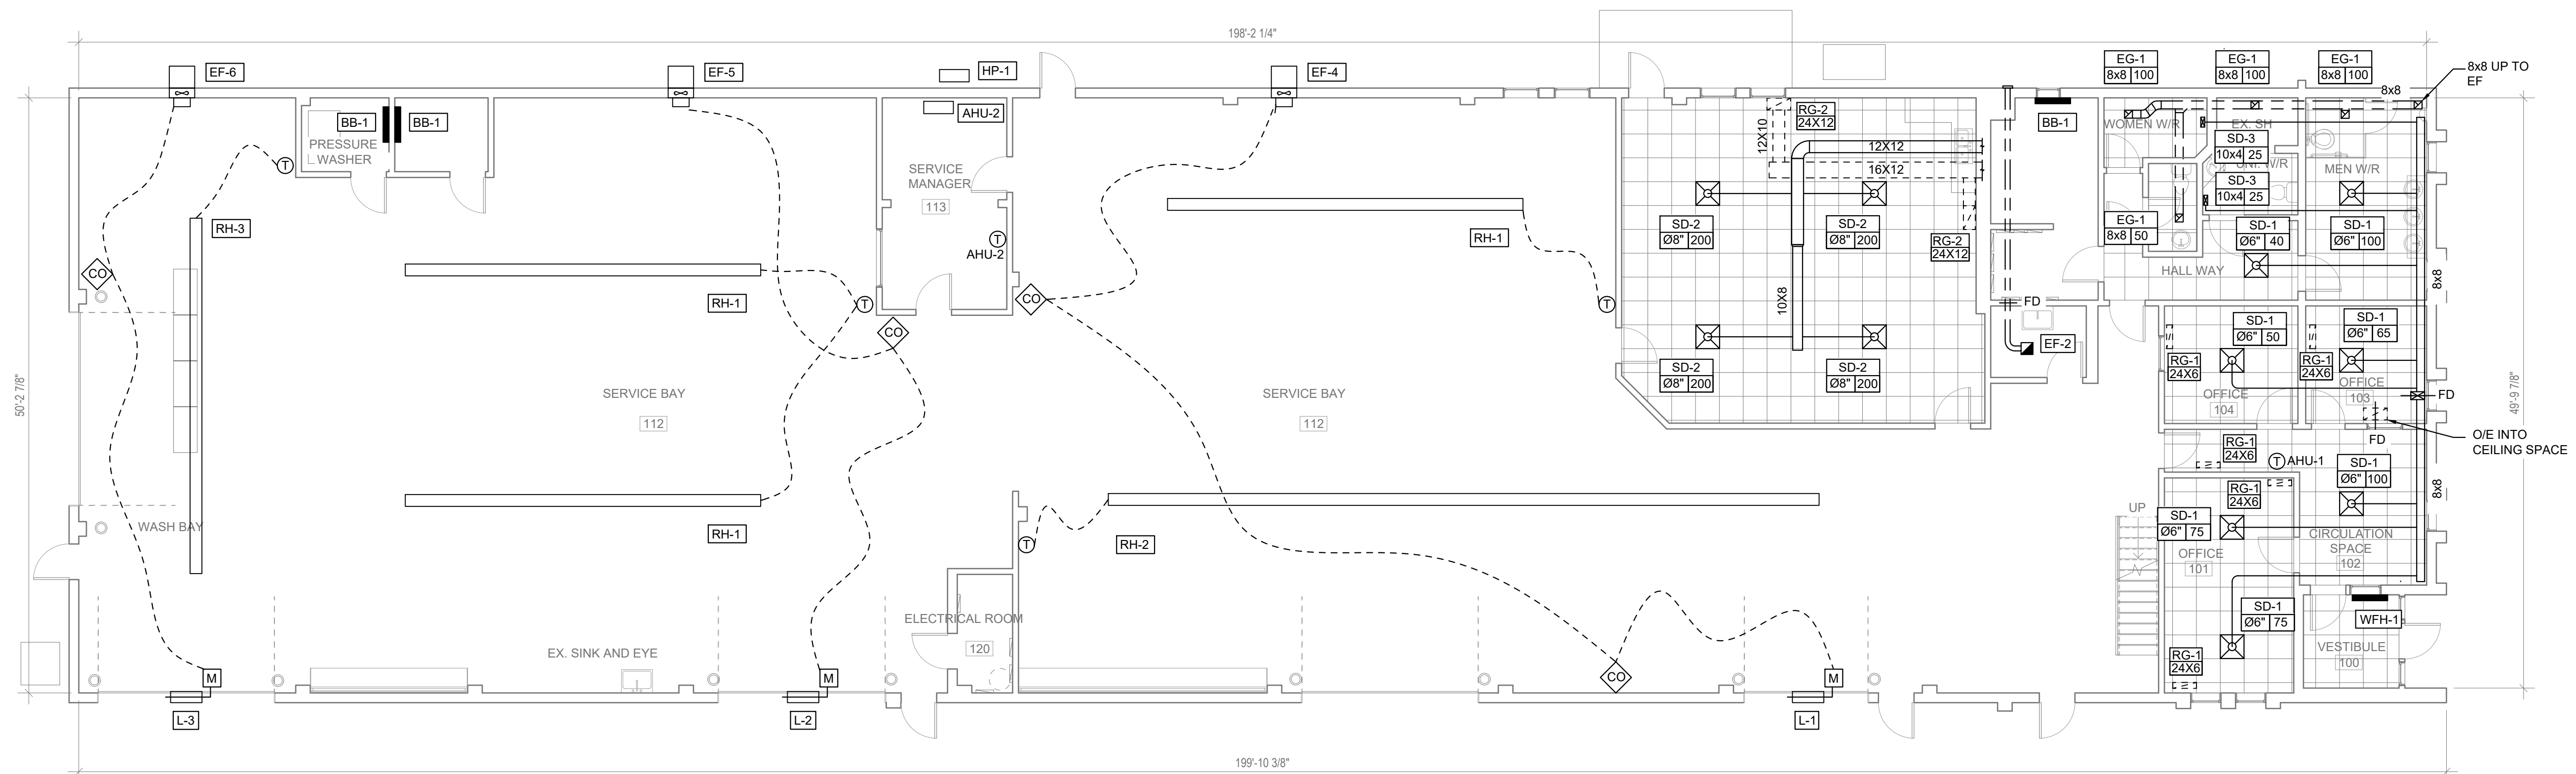 198'-2 1/4"
EF-6
EF-5
HP-1
EF-4
EG-1
8x8 100
EG-1
8x8 100
EG-1
8x8 100
8x8 UP TO
EF
8x8
BB-1
BB-1
PRESSURE
WASHER
AHU-2
RG-2
24X12
12X10
12X12
16X12
BB-1
WOMEN W/R
EX. SH
SD-3
10x4 25
W/R
SD-3
10x4 25
MEN W/R
T
SERVICE
MANAGER
113
RH-3
T
AHU-2
RH-1
SD-2
Ø8" 200
SD-2
Ø8" 200
RG-2
24X12
EG-1
8x8 50
SD-1
Ø6" 40
SD-1
Ø6" 100
HALL WAY
8x8
CO
RH-1
T
CO
CO
T
10X8
FD
EF-2
SD-1
Ø6" 50
SD-1
Ø6" 65
RG-1
24X6
RG-1
24X6
OFFICE
104
OFFICE
103
FD
FD
SD-2
Ø8" 200
SD-2
Ø8" 200
50'-2 7/8"
49'-9 7/8"
SERVICE BAY
112
SERVICE BAY
112
O/E INTO
CEILING SPACE
RG-1
24X6
T
AHU-1
SD-1
Ø6" 100
8x8
RG-1
24X6
WASH BAY
RH-1
T
RH-2
UP
SD-1
Ø6" 75
OFFICE
101
CIRCULATION
SPACE
102
SD-1
Ø6" 75
WFH-1
ELECTRICAL ROOM
120
EX. SINK AND EYE
VESTIBULE
100
RG-1
24X6
M
M
CO
M
L-3
L-2
L-1
199'-10 3/8"